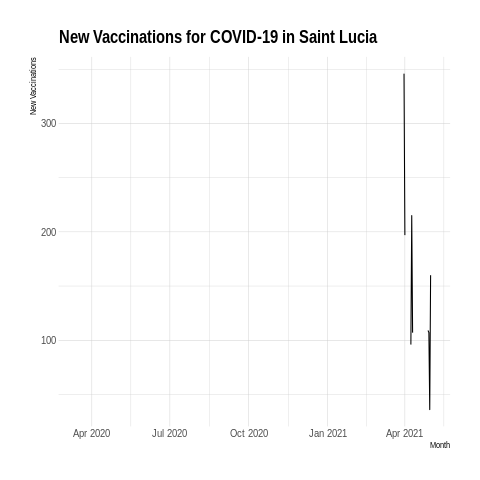 New Vaccinations for COVID-19 in Saint Lucia
New Vaccinations
300
200
100
Apr 2020 Jul 2020 Oct 2020 Jan 2021 Apr 2021
Month